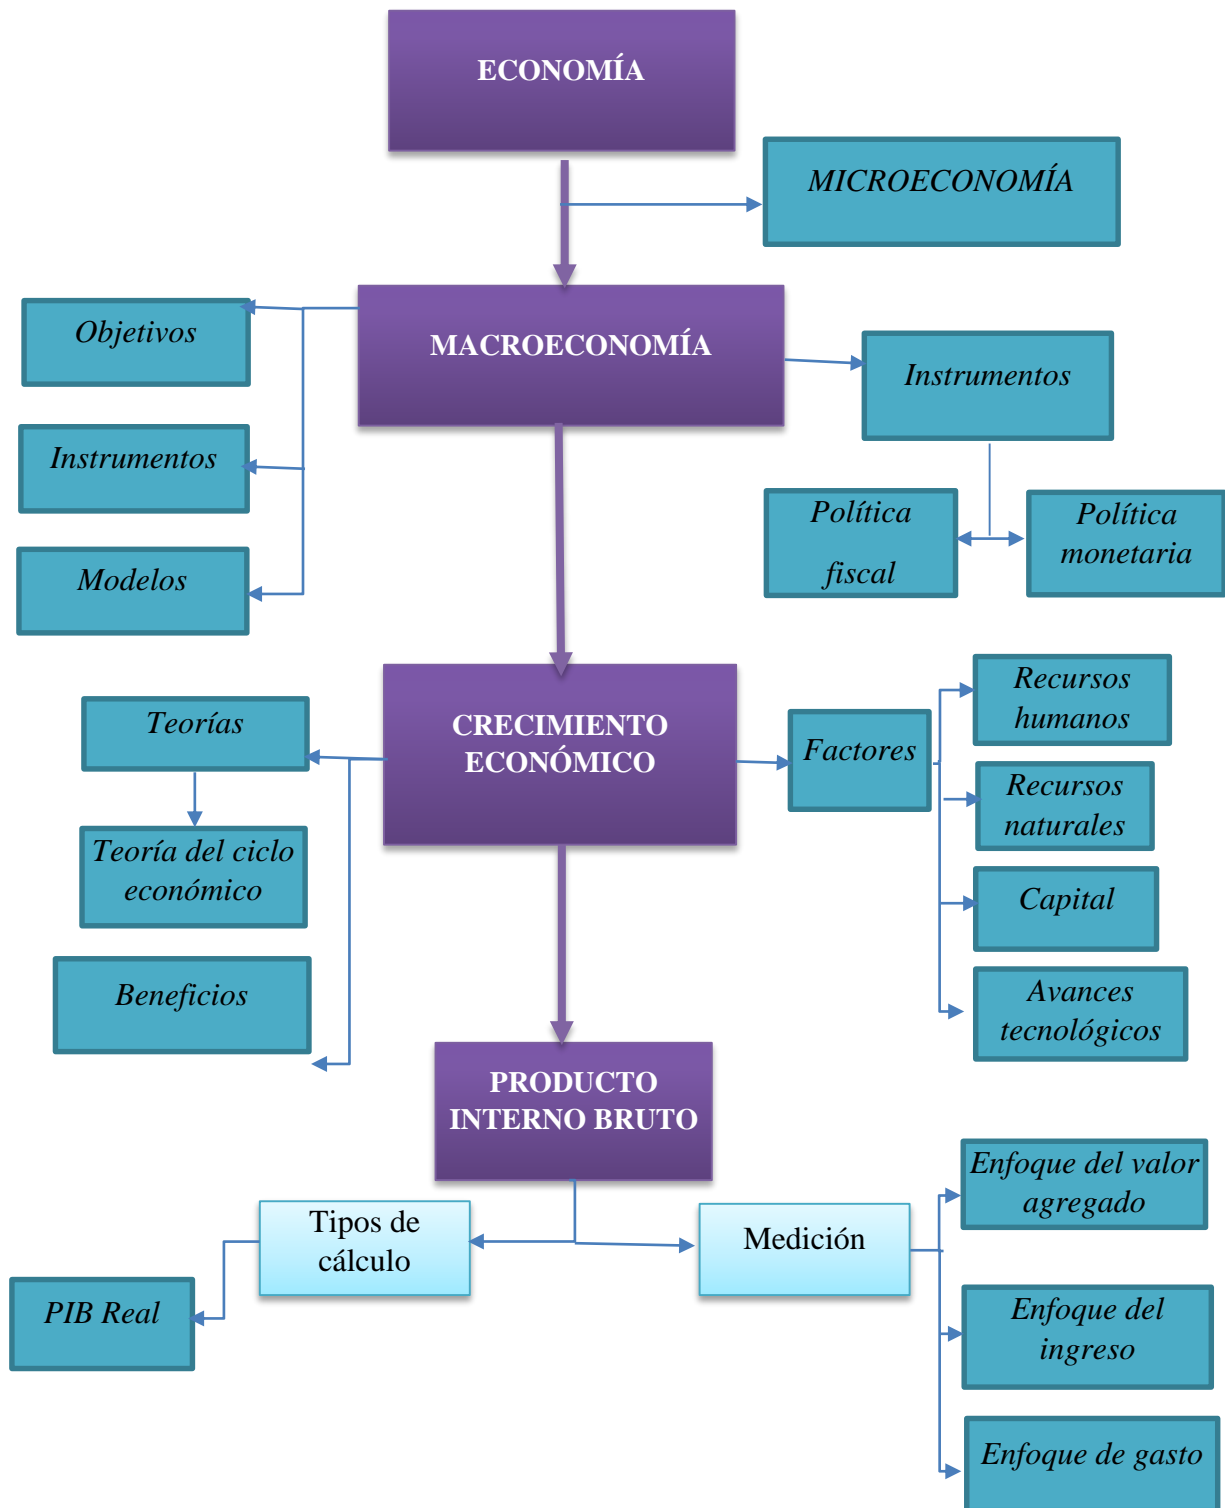 ECONOMÍA
MICROECONOMÍA
MACROECONOMÍA
Objetivos
Instrumentos
Modelos
Instrumentos
Política
fiscal
Política
monetaria
CRECIMIENTO
ECONÓMICO
Teorías
Teoría del ciclo
económico
Beneficios
Factores
Recursos
humanos
Recursos
naturales
Capital
Avances
tecnológicos
PRODUCTO
INTERNO BRUTO
Tipos de
cálculo
PIB Real
Medición
Enfoque del valor
agregado
Enfoque del
ingreso
Enfoque de gasto